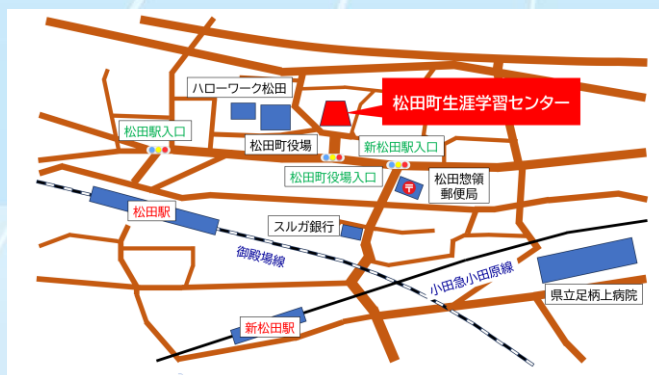 ハローワーク松田
松田町生涯学習センター
松田駅入口
松田町役場
新松田駅入口
松田町役場入口
松田惣領
郵便局
〒
松田駅
スルガ銀行
御殿場線
小田急小田原線
県立足柄上病院
新松田駅